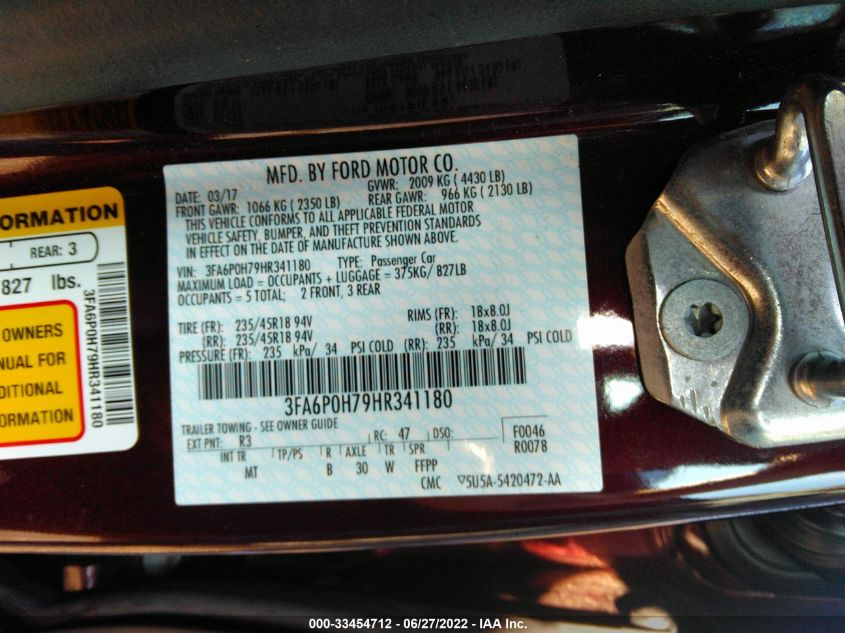 MFD. BY FORD MOTOR CO.
DATE: 03/17 GVWR: 2009 KG ( 4430 LB)
FRONT GAWR: 1066 KG ( 2350 LB) REAR GAWR: 966 KG ( 2130 LB)
THIS VEHICLE CONFORMS TO ALL APPLICABLE FEDERAL MOTOR
VEHICLE SAFETY, BUMPER, AND THEFT PREVENTION STANDARDS
IN EFFECT ON THE DATE OF MANUFACTURE SHOWN ABOVE.
VIN: 3FA6P0H79HR341180 TYPE: Passenger Car
MAXIMUM LOAD = OCCUPANTS + LUGGAGE = 375KG/ 827LB
OCCUPANTS = 5 TOTAL; 2 FRONT, 3 REAR
TIRE (FR): 235/45R18 94V RIMS (FR): 18x8.0J
(RR): 235/45R18 94V (RR): 18x8.0J
PRESSURE (FR): 235 kPa/ 34 PSI COLD (RR): 235 kPa/ 34 PSI COLD
3FA6P0H79HR341180
TRAILER TOWING - SEE OWNER GUIDE
EXT PNT: R3 RC: 47 DSO: F0046
R0078
INT TR TP/PS R AXLE TR SPR
MT B 30 W FFPP
CMC ▽5U5A-5420472-AA
ORMATION
REAR: 3
827 lbs.
OWNERS
NUAL FOR
DITIONAL
ORMATION
3FA6P0H79HR341180
000-33454712 - 06/27/2022 - IAA Inc.